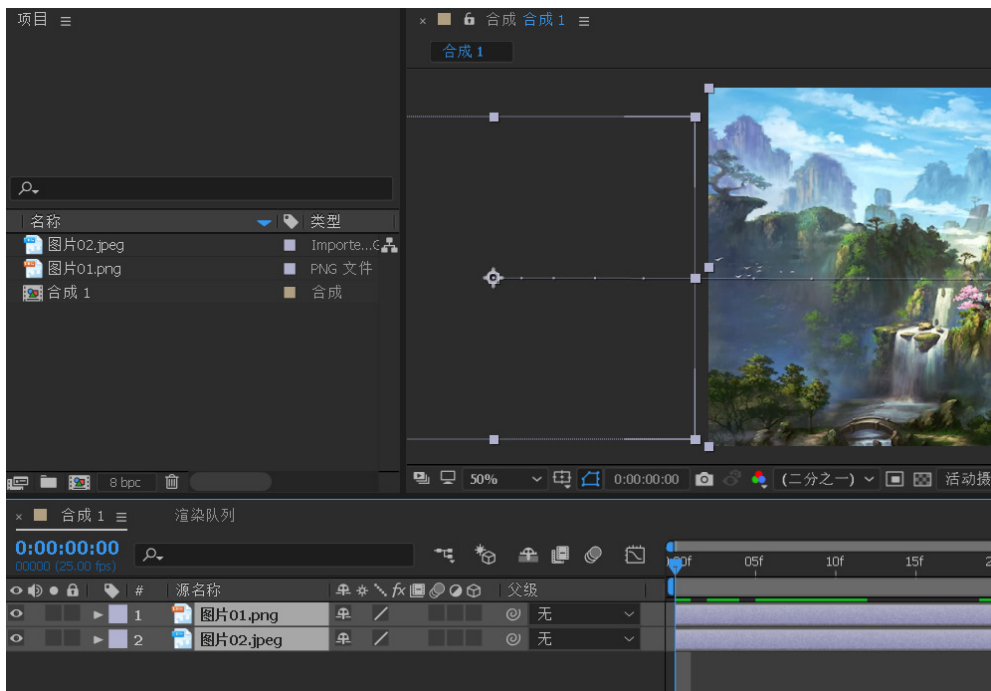 项目
合成 合成 1
合成 1
名称 类型
图片02.jpeg Importe...G
图片01.png PNG 文件
合成 1 合成
8 bpc
50% 0:00:00:00 (二分之一) 活动摄
合成 1 渲染队列
0:00:00:00
00000 (25.00 fps)
05f 10f 15f 2
# 源名称 fx 父级
1 图片01.png 无
2 图片02.jpeg 无